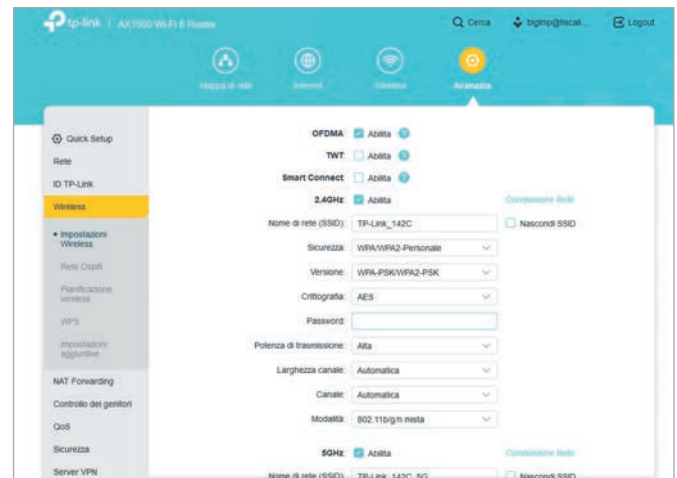 tp-link | AX1500 Wi-Fi 6 Router
Cerca
Logout
Mappa di rete
Internet
Wireless
Avanzata
Quick Setup
Rete
ID TP-Link
Wireless
Impostazioni
Wireless
Rete Ospiti
Pianificazione
wireless
WPS
Impostazioni
aggiuntive
NAT Forwarding
Controllo dei genitori
QoS
Sicurezza
Server VPN
OFDMA: Abilita
TWT: Abilita
Smart Connect: Abilita
2.4GHz: Abilita Condivisione Rete
Nome di rete (SSID): TP-Link_142C Nascondi SSID
Sicurezza: WPA/WPA2-Personale
Versione: WPA-PSK/WPA2-PSK
Crittografia: AES
Password:
Potenza di trasmissione: Alta
Larghezza canale: Automatica
Canale: Automatica
Modalità: 802.11b/g/n mista
5GHz: Abilita Condivisione Rete
Nome di rete (SSID): TP-Link_142C_5G Nascondi SSID